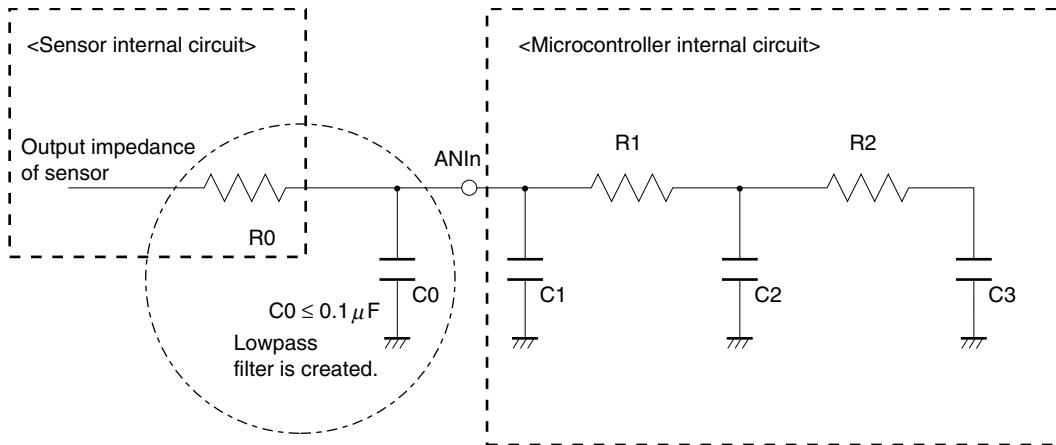 <Sensor internal circuit>
<Microcontroller internal circuit>
Output impedance
of sensor
ANIn
R1
R2
R0
C0
C1
C2
C3
C0 ≤ 0.1 μF
Lowpass
filter is created.